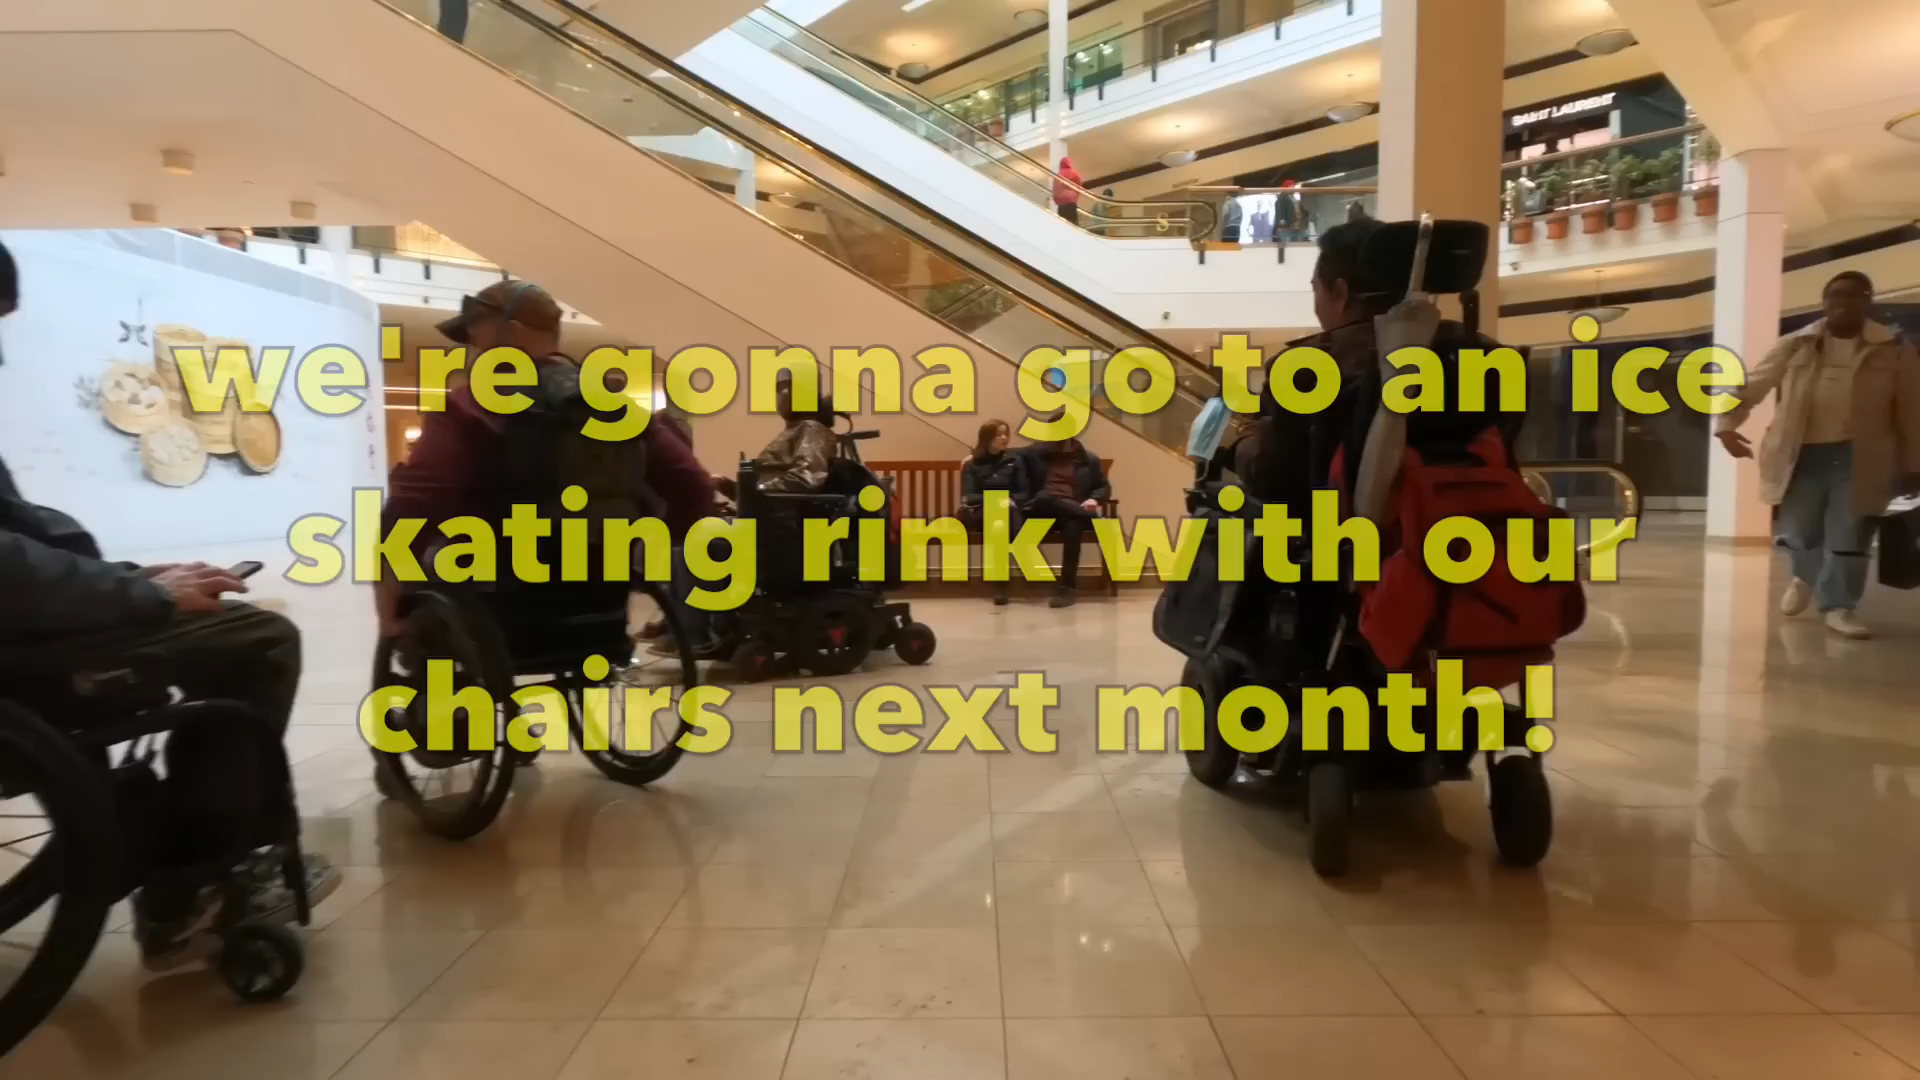 SAINT LAURENT
we're gonna go to an ice
skating rink with our
chairs next month!